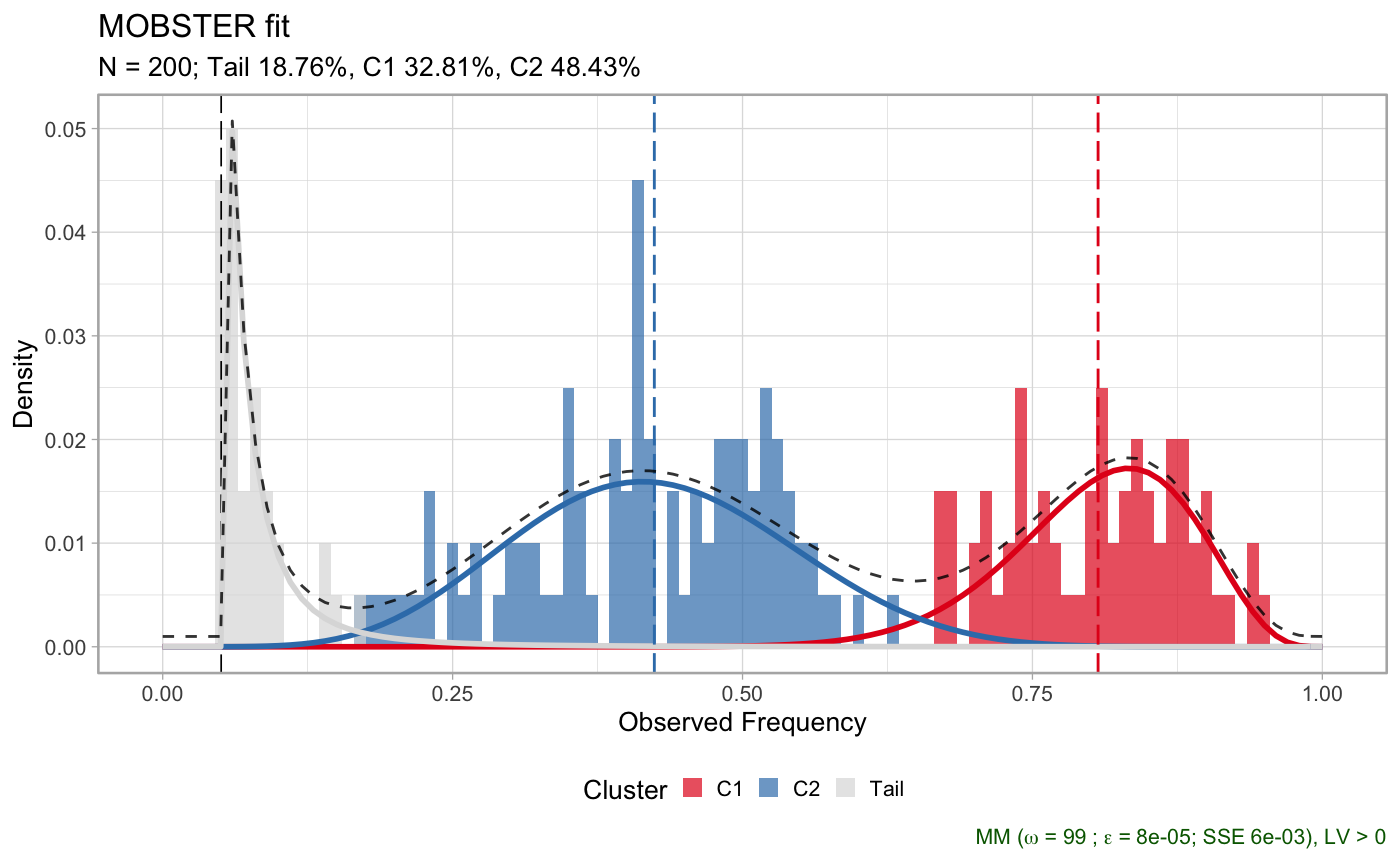 MOBSTER fit
N = 200; Tail 18.76%, C1 32.81%, C2 48.43%
0.05
0.04
0.03
0.02
0.01
0.00
Density
0.00 0.25 0.50 0.75 1.00
Observed Frequency
Cluster C1 C2 Tail
MM (ω = 99 ; ε = 8e-05; SSE 6e-03), LV > 0